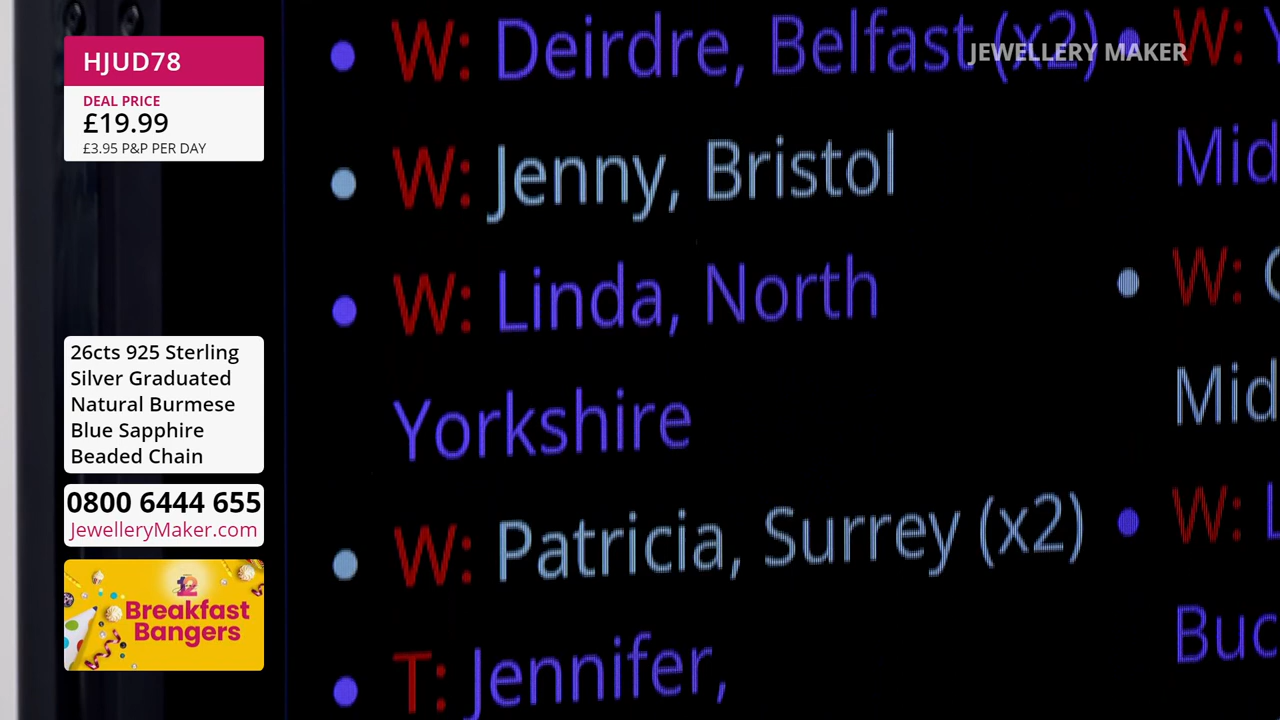 HJUD78
DEAL PRICE
£19.99
£3.95 P&P PER DAY
26cts 925 Sterling
Silver Graduated
Natural Burmese
Blue Sapphire
Beaded Chain
0800 6444 655
JewelleryMaker.com
12
Breakfast
Bangers
JEWELLERY MAKER
W: Deirdre, Belfast (x2)
W: Jenny, Bristol
W: Linda, North
Yorkshire
W: Patricia, Surrey (x2)
T: Jennifer,
W:
Mid
W:
Mid
W:
Buc